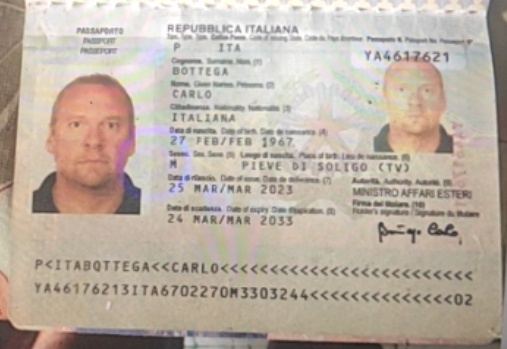 PASSAPORTO
PASSPORT
PASSEPORT
REPUBBLICA ITALIANA
P ITA
YA4617621
Cognome. Surname. Nom. (1)
BOTTEGA
Nome. Given Names. Prénoms. (2)
CARLO
Cittadinanza. Nationality. Nationalité. (3)
ITALIANA
Data di nascita. Date of birth. Date de naissance. (4)
27 FEB/FEB 1967
Sesso. Sex. Sexe. (5) Luogo di nascita. Place of birth. Lieu de naissance. (6)
M PIEVE DI SOLIGO (TV)
Data di rilascio. Date of issue. Date de délivrance. (7) Autorità. Authority. Autorité. (9)
25 MAR/MAR 2023 MINISTRO AFFARI ESTERI
Data di scadenza. Date of expiry. Date d'expiration. (8) Firma del titolare. (10)
24 MAR/MAR 2033 Holder's signature / Signature du titulaire
P<ITABOTTEGA<<CARLO<<<<<<<<<<<<<<<<<<<<<<<<<
YA46176213ITA6702270M3303244<<<<<<<<<<<<<<02